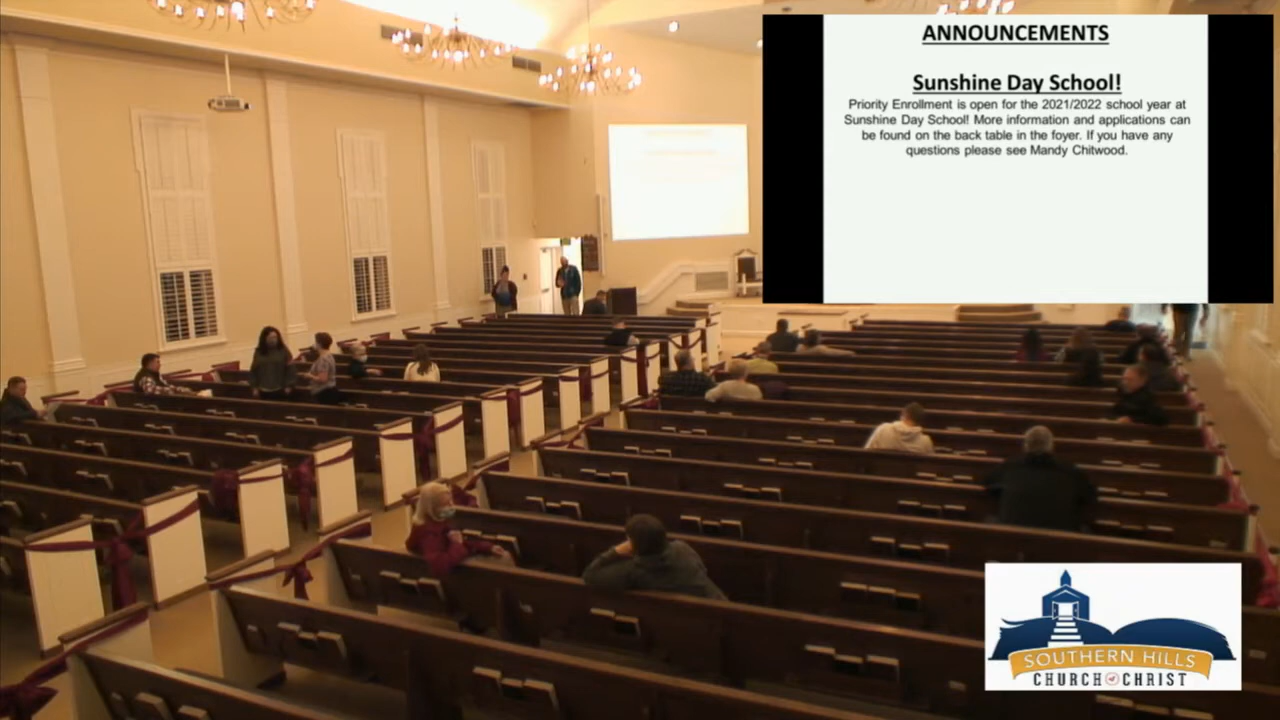 ANNOUNCEMENTS
Sunshine Day School!
Priority Enrollment is open for the 2021/2022 school year at
Sunshine Day School! More information and applications can
be found on the back table in the foyer. If you have any
questions please see Mandy Chitwood.
SOUTHERN HILLS
CHURCH OF CHRIST